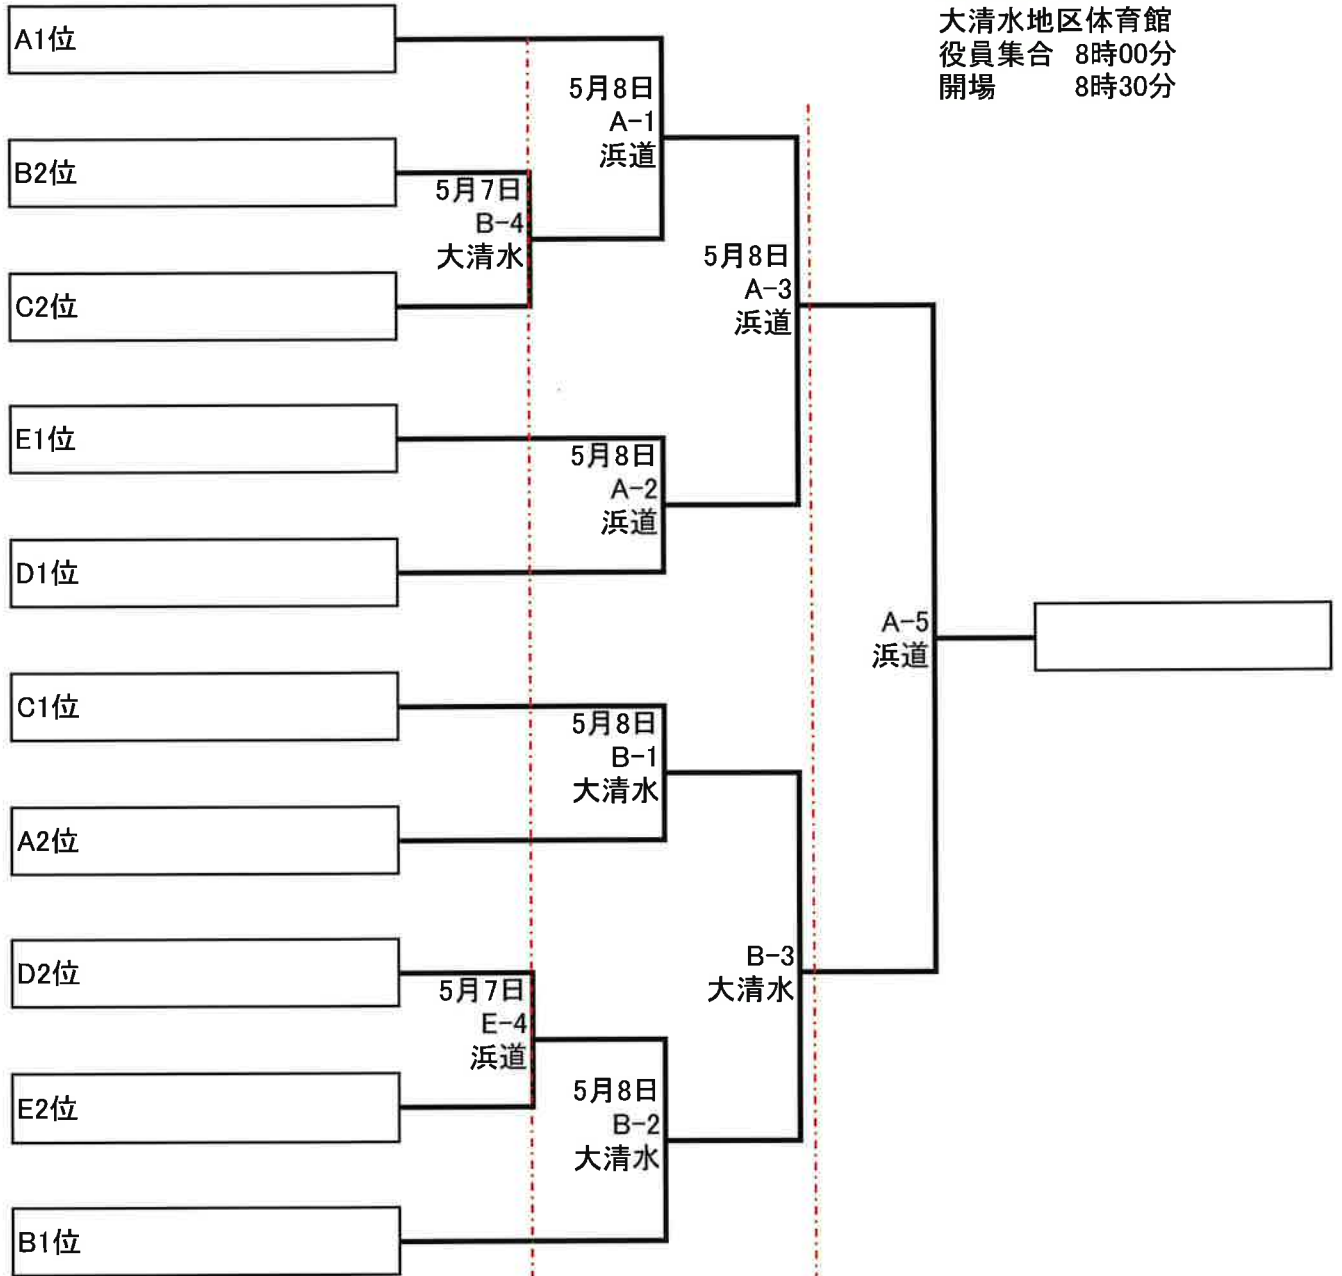 大清水地区体育館
役員集合 8時00分
開場 8時30分
A1位
5月8日
A-1
浜道
B2位
5月7日
B-4
大清水
C2位
5月8日
A-3
浜道
E1位
5月8日
A-2
浜道
D1位
A-5
浜道
C1位
5月8日
B-1
大清水
A2位
B-3
大清水
D2位
5月7日
E-4
浜道
E2位
5月8日
B-2
大清水
B1位